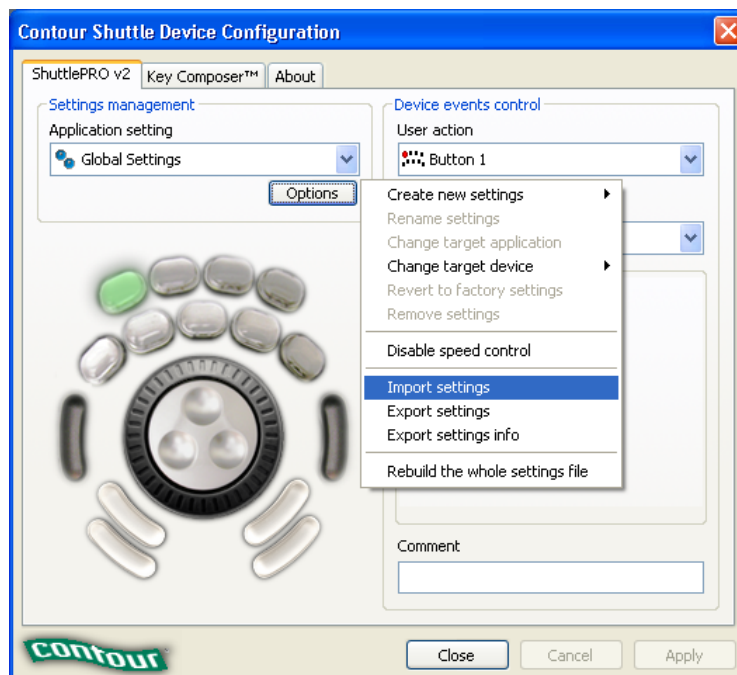 Contour Shuttle Device Configuration
ShuttlePRO v2
Key Composer™
About
Settings management
Application setting
Global Settings
Options
Device events control
User action
Button 1
Create new settings
Rename settings
Change target application
Change target device
Revert to factory settings
Remove settings
Disable speed control
Import settings
Export settings
Export settings info
Rebuild the whole settings file
Comment
contour
Close
Cancel
Apply